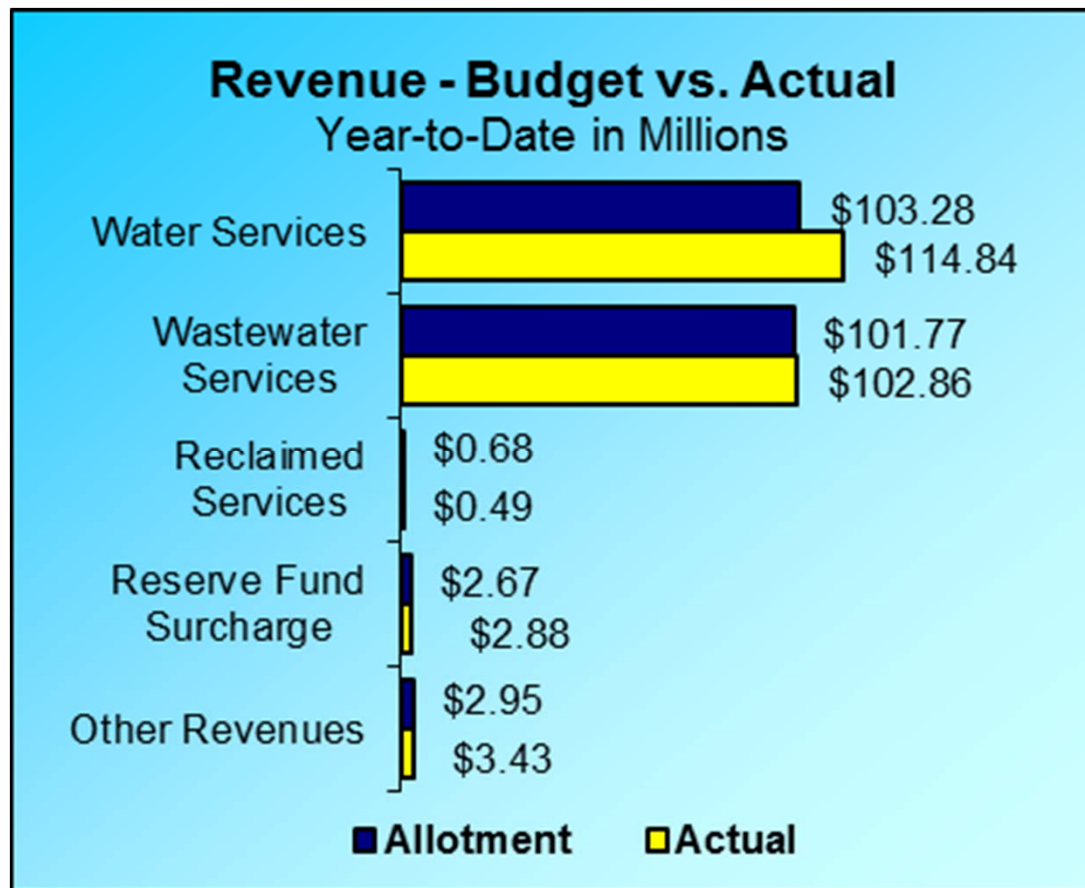 Revenue - Budget vs. Actual
Year-to-Date in Millions
Water Services
$103.28
$114.84
Wastewater
Services
$101.77
$102.86
Reclaimed
Services
$0.68
$0.49
Reserve Fund
Surcharge
$2.67
$2.88
Other Revenues
$2.95
$3.43
Allotment Actual